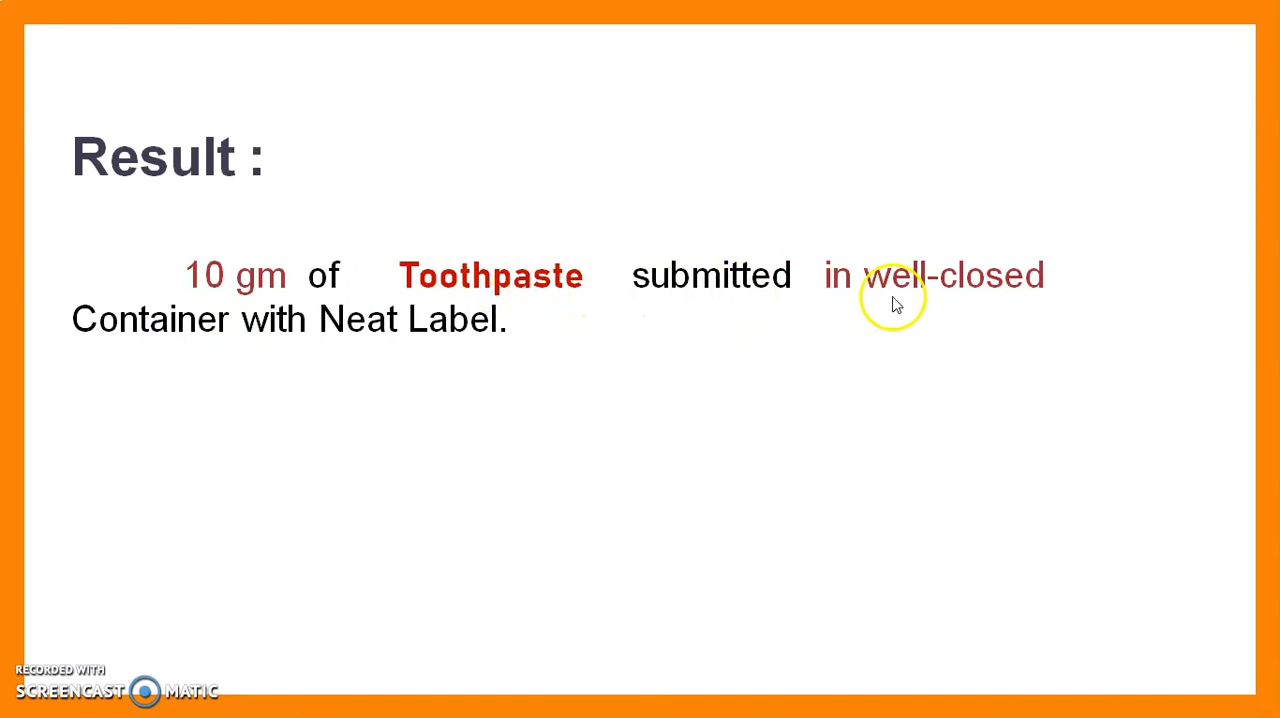 Result :
10 gm of Toothpaste submitted in well-closed
Container with Neat Label.
RECORDED WITH
SCREENCAST MATIC